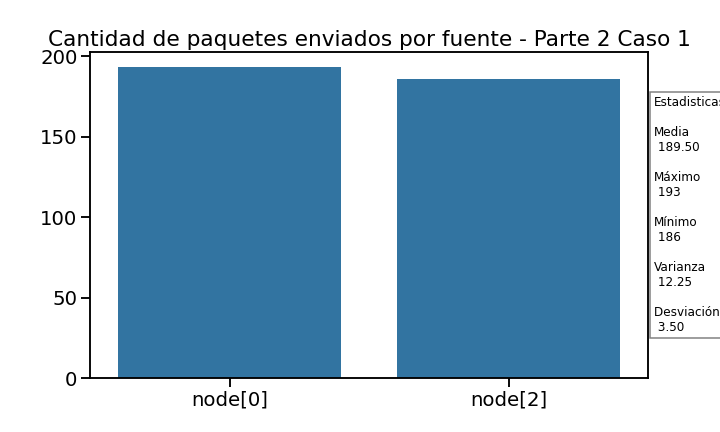 Cantidad de paquetes enviados por fuente - Parte 2 Caso 1
200
150
100
50
0
node[0]
node[2]
Estadisticas
Media
189.50
Máximo
193
Mínimo
186
Varianza
12.25
Desviación
3.50